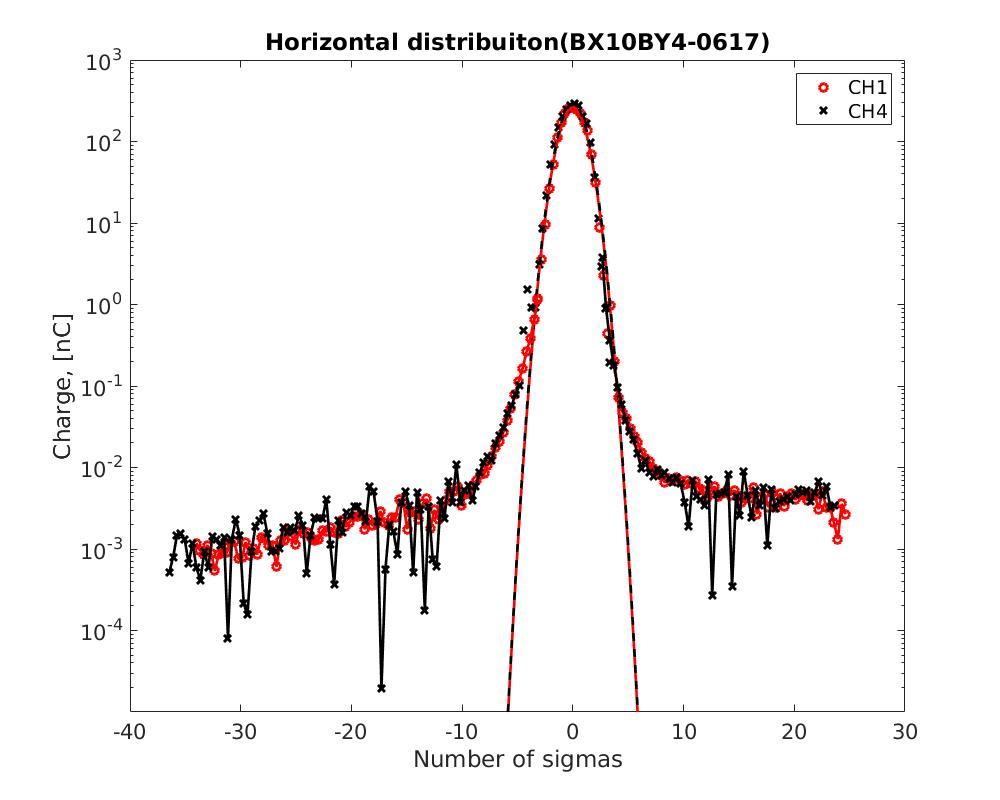 Horizontal distribuiton(BX10BY4-0617)
10^3
10^2
10^1
10^0
10^-1
10^-2
10^-3
10^-4
Charge, [nC]
CH1
CH4
-40 -30 -20 -10 0 10 20 30
Number of sigmas